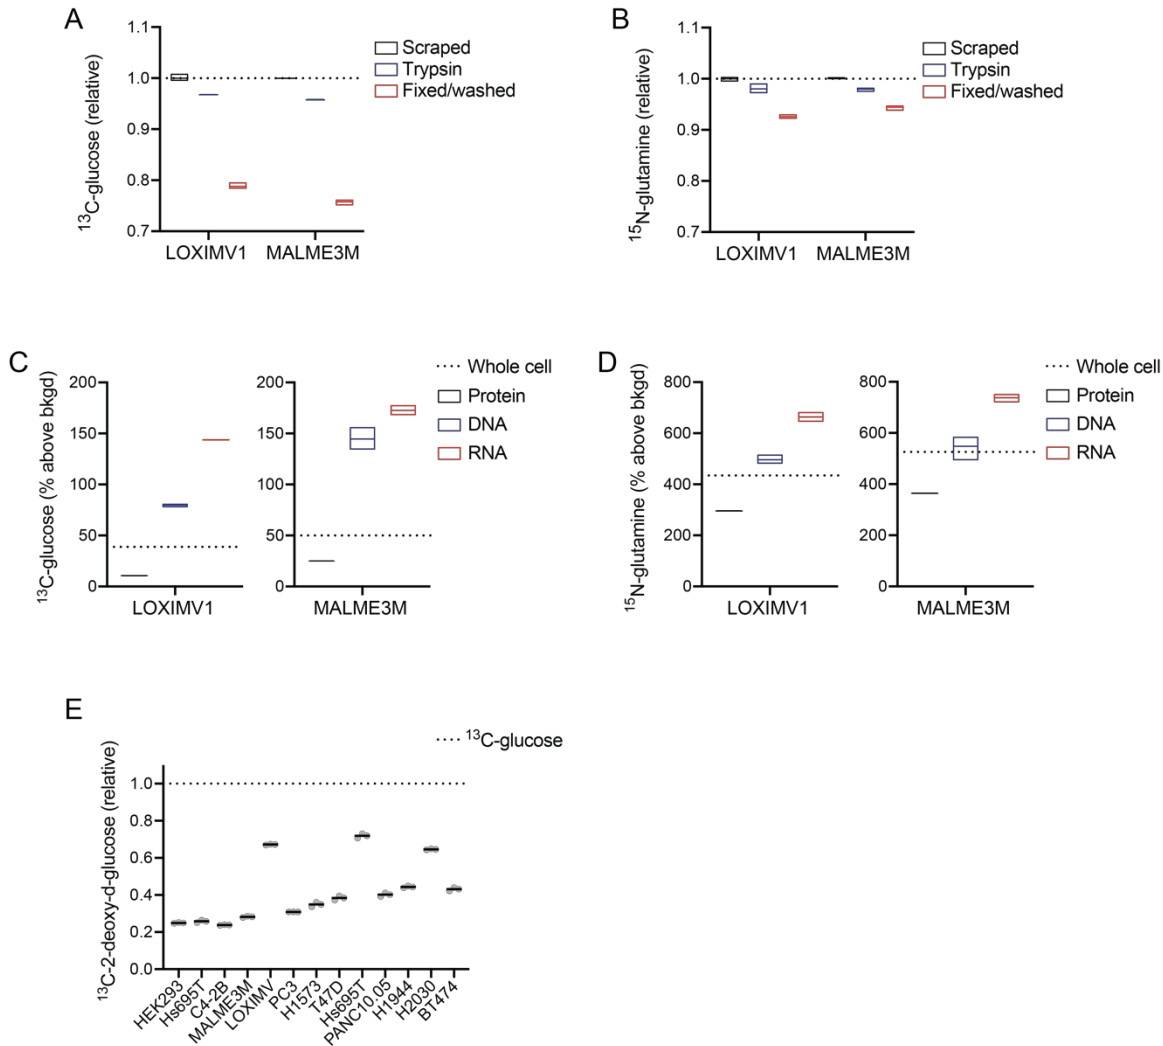 A
¹³C-glucose (relative)
1.1
1.0
0.9
0.8
0.7
LOXIMV1
MALME3M
Scraped
Trypsin
Fixed/washed
B
¹⁵N-glutamine (relative)
1.1
1.0
0.9
0.8
0.7
LOXIMV1
MALME3M
Scraped
Trypsin
Fixed/washed
C
¹³C-glucose (% above bkgd)
200
150
100
50
0
LOXIMV1
200
150
100
50
0
MALME3M
Whole cell
Protein
DNA
RNA
D
¹⁵N-glutamine (% above bkgd)
800
600
400
200
0
LOXIMV1
800
600
400
200
0
MALME3M
Whole cell
Protein
DNA
RNA
E
¹³C-glucose
¹³C-2-deoxy-d-glucose (relative)
1.0
0.8
0.6
0.4
0.2
0.0
HEK293
Hs695T
C4-2B
MALME3M
LOXIMV
PC3
H1573
T47D
Hs695T
PANC10.05
H1944
H2030
BT474